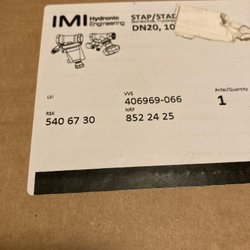 IMI Hydronic Engineering
STAP/STAD
DN20, 10
LVI
VVS
406969-066
Antal/Quantity
1
RSK
540 67 30
NRF
852 24 25